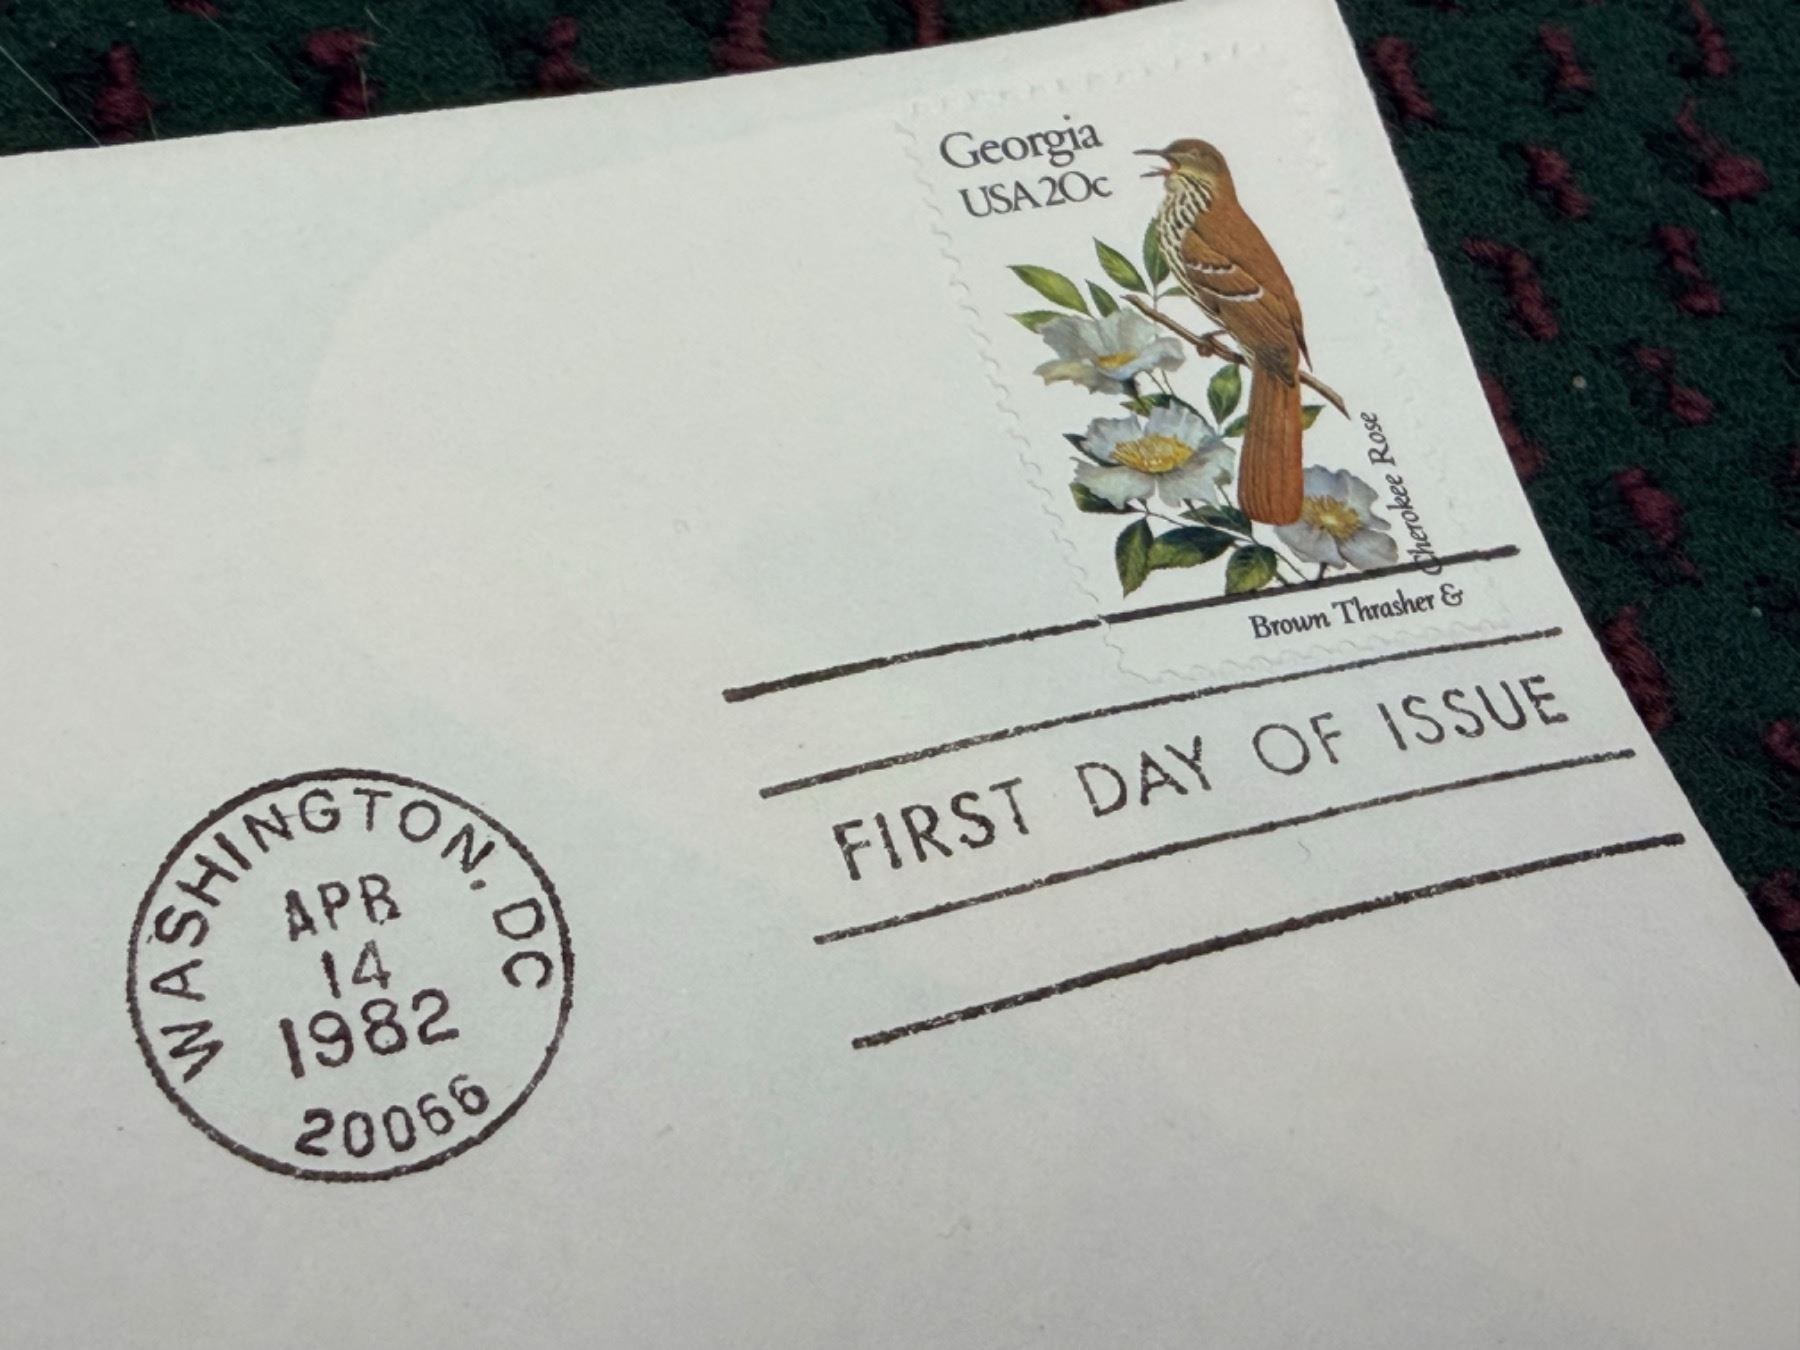 Georgia
USA 20c
Cherokee Rose
Brown Thrasher &
FIRST DAY OF ISSUE
WASHINGTON, DC
APR
14
1982
20066